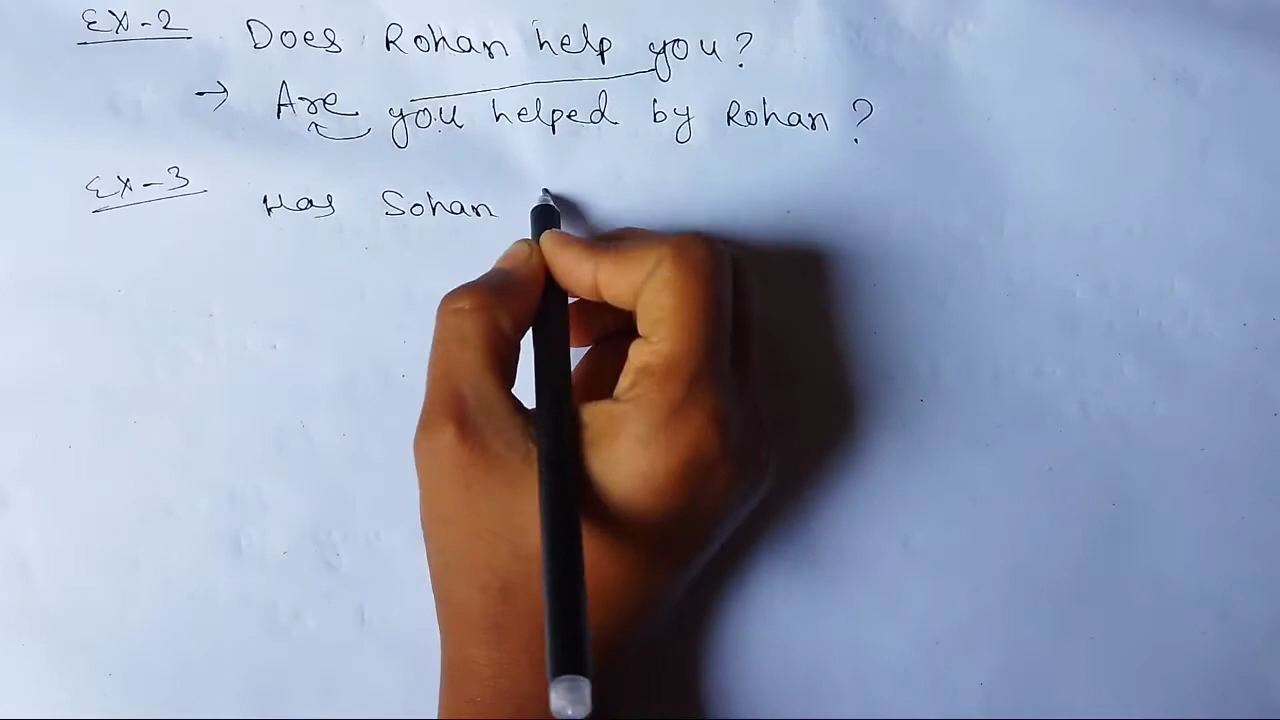 Ex-2 Does Rohan help you?
→ Are you helped by Rohan ?
Ex-3 Has Sohan